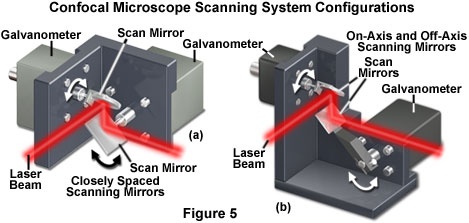 Confocal Microscope Scanning System Configurations
Galvanometer
Scan Mirror
Galvanometer
(a)
Laser
Beam
Scan Mirror
Closely Spaced
Scanning Mirrors
On-Axis and Off-Axis
Scanning Mirrors
Galvanometer
Scan
Mirrors
Galvanometer
Laser
Beam
(b)
Figure 5